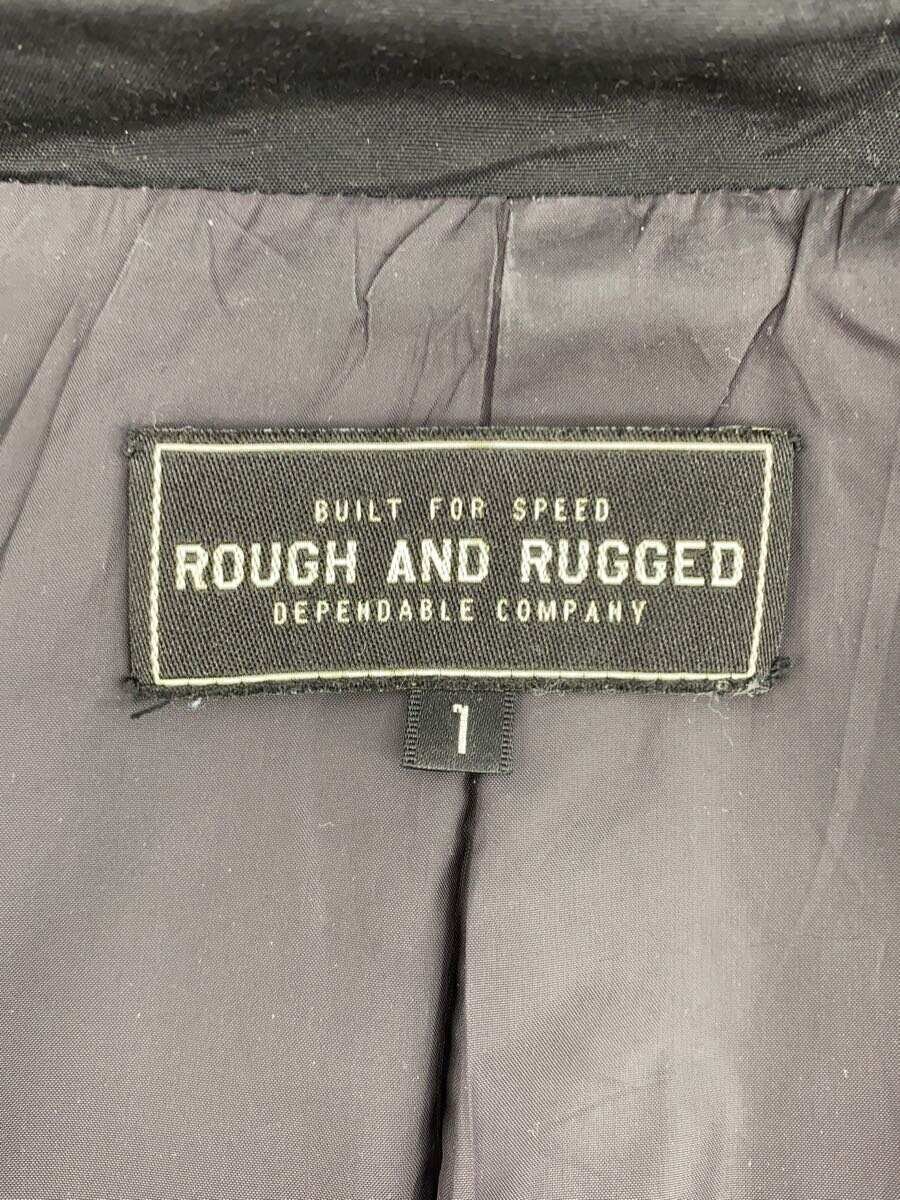 BUILT FOR SPEED
ROUGH AND RUGGED
DEPENDABLE COMPANY
1